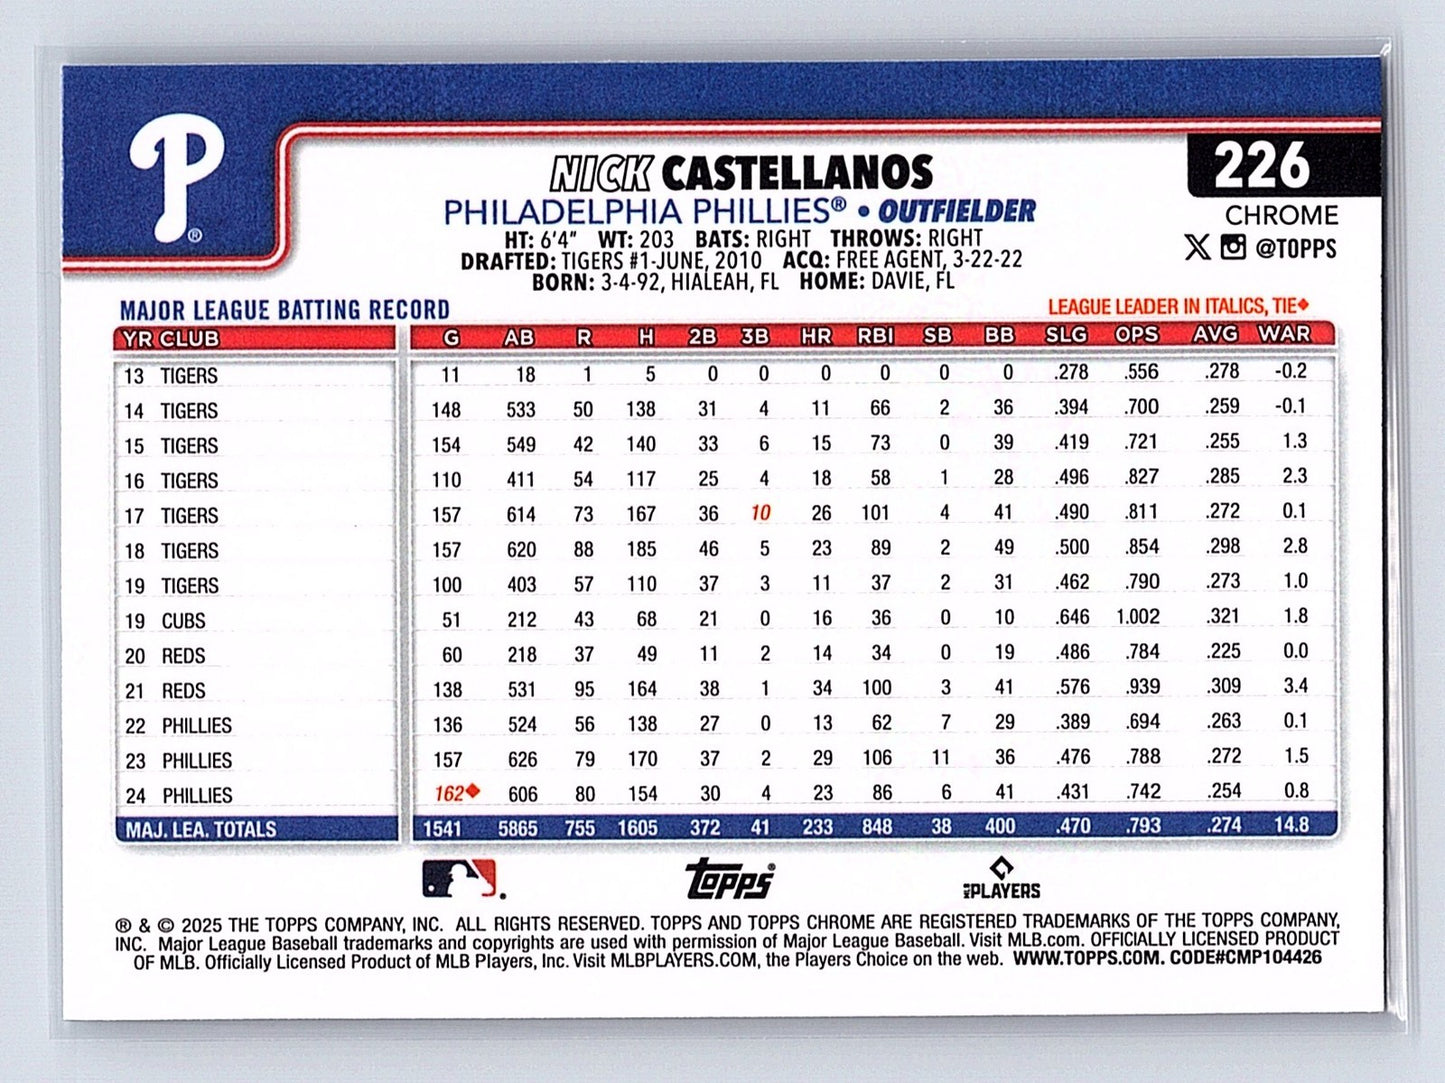 P®
226
NICK CASTELLANOS
PHILADELPHIA PHILLIES® • OUTFIELDER
CHROME
HT: 6'4" WT: 203 BATS: RIGHT THROWS: RIGHT
X @TOPPS
DRAFTED: TIGERS #1-JUNE, 2010 ACQ: FREE AGENT, 3-22-22
BORN: 3-4-92, HIALEAH, FL HOME: DAVIE, FL
MAJOR LEAGUE BATTING RECORD LEAGUE LEADER IN ITALICS, TIE◆
YR CLUB G AB R H 2B 3B HR RBI SB BB SLG OPS AVG WAR
13 TIGERS 11 18 1 5 0 0 0 0 0 0 .278 .556 .278 -0.2
14 TIGERS 148 533 50 138 31 4 11 66 2 36 .394 .700 .259 -0.1
15 TIGERS 154 549 42 140 33 6 15 73 0 39 .419 .721 .255 1.3
16 TIGERS 110 411 54 117 25 4 18 58 1 28 .496 .827 .285 2.3
17 TIGERS 157 614 73 167 36 10 26 101 4 41 .490 .811 .272 0.1
18 TIGERS 157 620 88 185 46 5 23 89 2 49 .500 .854 .298 2.8
19 TIGERS 100 403 57 110 37 3 11 37 2 31 .462 .790 .273 1.0
19 CUBS 51 212 43 68 21 0 16 36 0 10 .646 1.002 .321 1.8
20 REDS 60 218 37 49 11 2 14 34 0 19 .486 .784 .225 0.0
21 REDS 138 531 95 164 38 1 34 100 3 41 .576 .939 .309 3.4
22 PHILLIES 136 524 56 138 27 0 13 62 7 29 .389 .694 .263 0.1
23 PHILLIES 157 626 79 170 37 2 29 106 11 36 .476 .788 .272 1.5
24 PHILLIES 162◆ 606 80 154 30 4 23 86 6 41 .431 .742 .254 0.8
MAJ. LEA. TOTALS 1541 5865 755 1605 372 41 233 848 38 400 .470 .793 .274 14.8
Topps® MLB PLAYERS
® & © 2025 THE TOPPS COMPANY, INC. ALL RIGHTS RESERVED. TOPPS AND TOPPS CHROME ARE REGISTERED TRADEMARKS OF THE TOPPS COMPANY,
INC. Major League Baseball trademarks and copyrights are used with permission of Major League Baseball. Visit MLB.com. OFFICIALLY LICENSED PRODUCT
OF MLB. Officially Licensed Product of MLB Players, Inc. Visit MLBPLAYERS.COM, the Players Choice on the web. WWW.TOPPS.COM. CODE#CMP104426